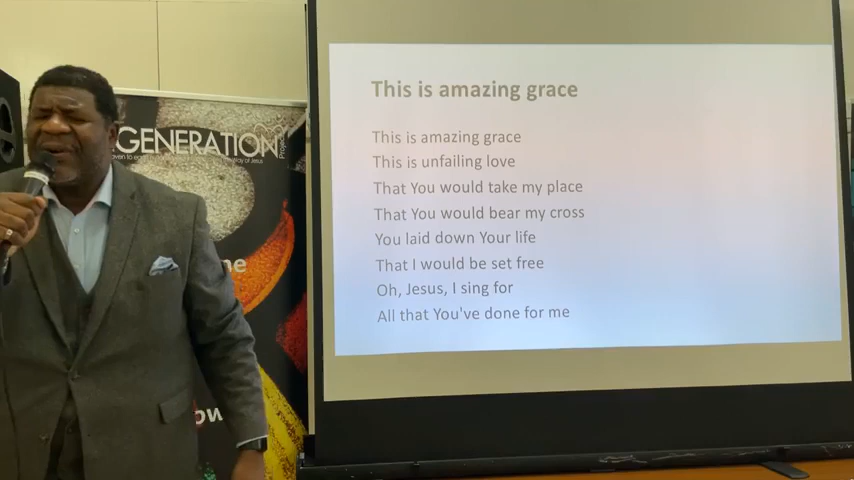 GENERATION
Project
This is amazing grace
This is amazing grace
This is unfailing love
That You would take my place
That You would bear my cross
You laid down Your life
That I would be set free
Oh, Jesus, I sing for
All that You've done for me